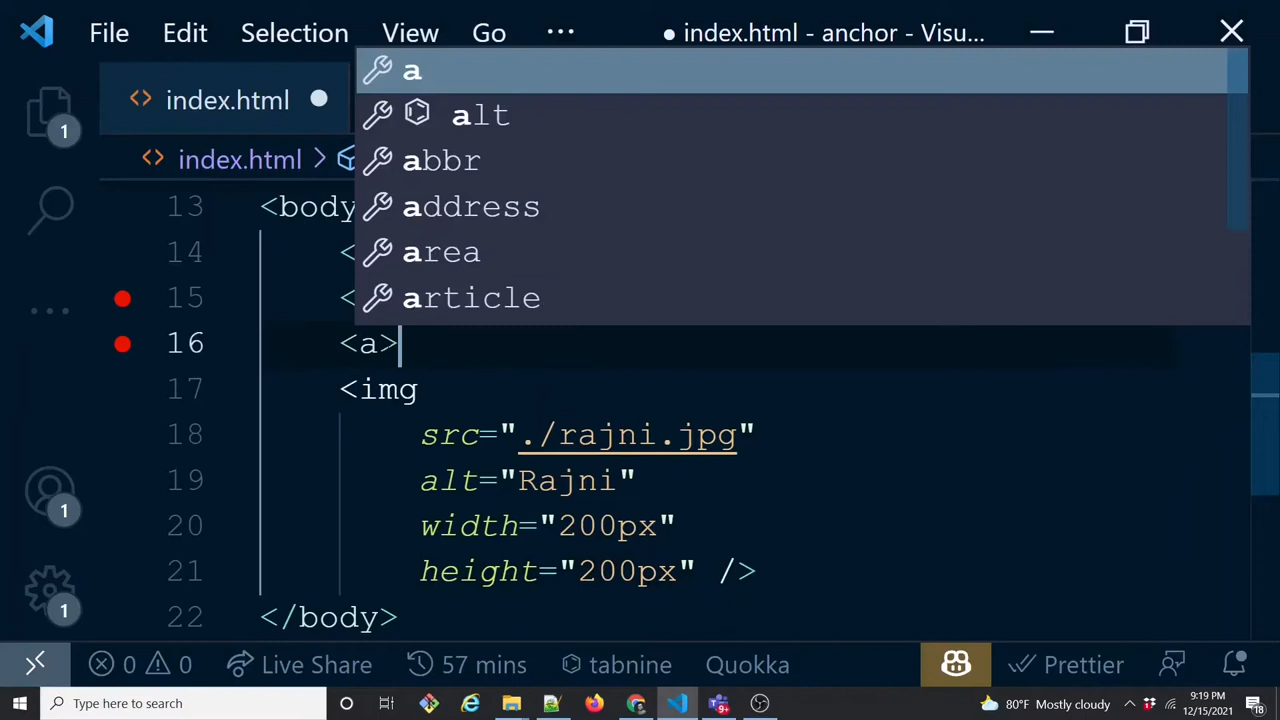 File Edit Selection View Go ··· ● index.html - anchor - Visu...
index.html
1
index.html >
a
alt
abbr
address
area
article
13 <body
14 <
15 <
16 <a>
17 <img
18 src="./rajni.jpg"
19 alt="Rajni"
20 width="200px"
21 height="200px" />
22 </body>
1
1
0 0 Live Share 57 mins tabnine Quokka Prettier
Type here to search
9+
80°F Mostly cloudy
9:19 PM
12/15/2021
18